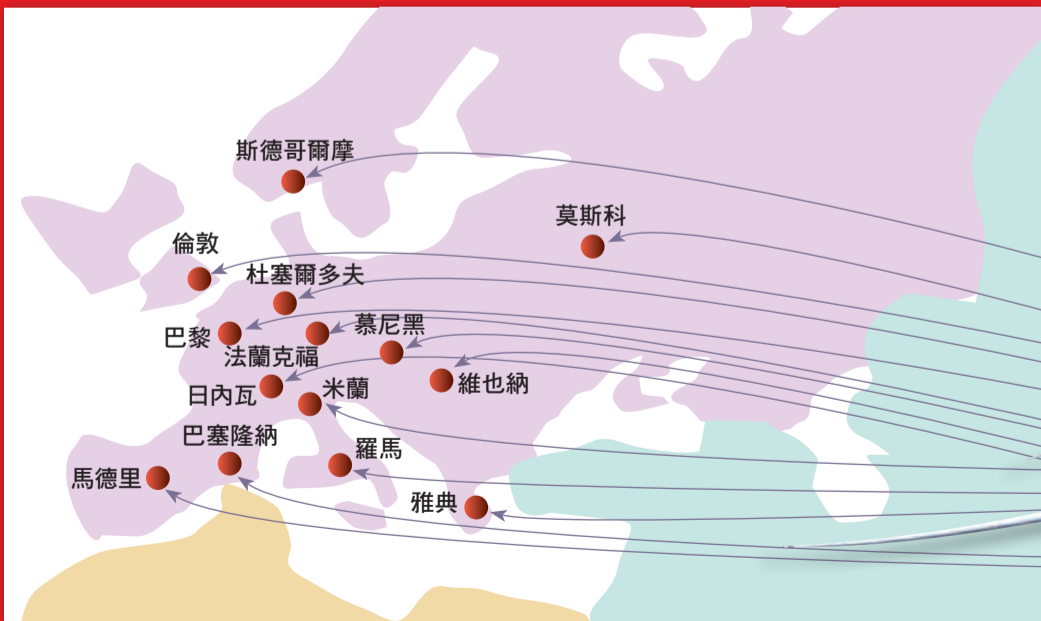 斯德哥爾摩
莫斯科
倫敦
杜塞爾多夫
慕尼黑
巴黎
法蘭克福
維也納
日內瓦
米蘭
巴塞隆納
羅馬
馬德里
雅典